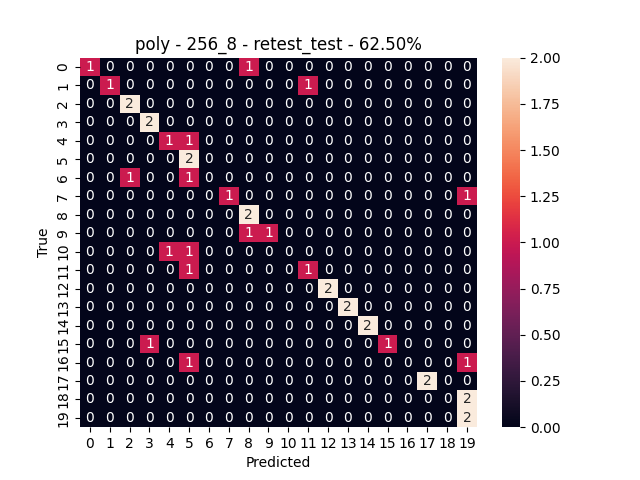 poly - 256_8 - retest_test - 62.50%
0 1 0 0 0 0 0 0 0 1 0 0 0 0 0 0 0 0 0 0 0
1 0 1 0 0 0 0 0 0 0 0 0 1 0 0 0 0 0 0 0 0
2 0 0 2 0 0 0 0 0 0 0 0 0 0 0 0 0 0 0 0 0
3 0 0 0 2 0 0 0 0 0 0 0 0 0 0 0 0 0 0 0 0
4 0 0 0 0 1 1 0 0 0 0 0 0 0 0 0 0 0 0 0 0
5 0 0 0 0 0 2 0 0 0 0 0 0 0 0 0 0 0 0 0 0
6 0 0 1 0 0 1 0 0 0 0 0 0 0 0 0 0 0 0 0 0
7 0 0 0 0 0 0 0 1 0 0 0 0 0 0 0 0 0 0 0 1
8 0 0 0 0 0 0 0 0 2 0 0 0 0 0 0 0 0 0 0 0
9 0 0 0 0 0 0 0 0 1 1 0 0 0 0 0 0 0 0 0 0
10 0 0 0 0 1 1 0 0 0 0 0 0 0 0 0 0 0 0 0 0
11 0 0 0 0 0 1 0 0 0 0 0 1 0 0 0 0 0 0 0 0
12 0 0 0 0 0 0 0 0 0 0 0 0 2 0 0 0 0 0 0 0
13 0 0 0 0 0 0 0 0 0 0 0 0 0 2 0 0 0 0 0 0
14 0 0 0 0 0 0 0 0 0 0 0 0 0 0 2 0 0 0 0 0
15 0 0 0 1 0 0 0 0 0 0 0 0 0 0 0 1 0 0 0 0
16 0 0 0 0 0 1 0 0 0 0 0 0 0 0 0 0 0 0 0 1
17 0 0 0 0 0 0 0 0 0 0 0 0 0 0 0 0 0 2 0 0
18 0 0 0 0 0 0 0 0 0 0 0 0 0 0 0 0 0 0 0 2
19 0 0 0 0 0 0 0 0 0 0 0 0 0 0 0 0 0 0 0 2
0 1 2 3 4 5 6 7 8 9 10 11 12 13 14 15 16 17 18 19
Predicted
True
2.00
1.75
1.50
1.25
1.00
0.75
0.50
0.25
0.00